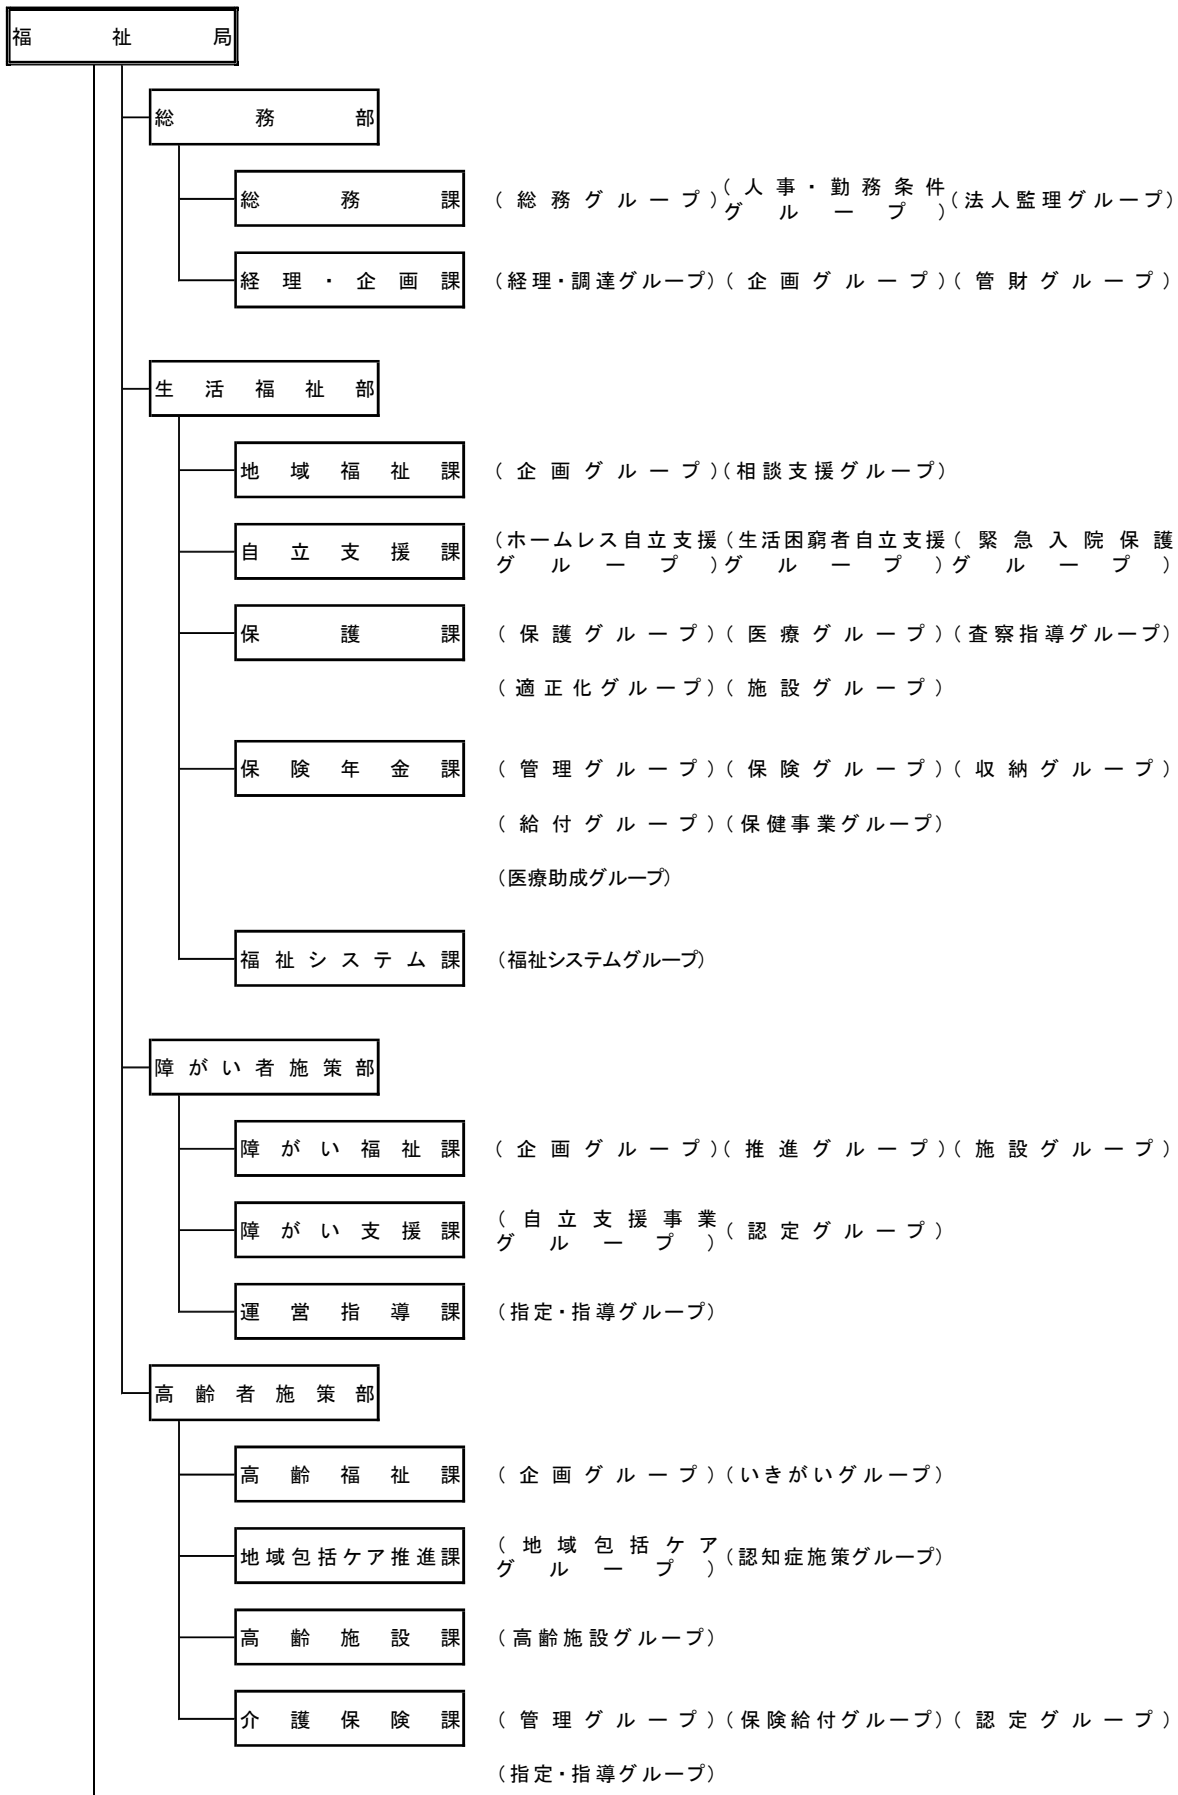 福祉局
総務部
総務課 (総務グループ) (人事・勤務条件グループ) (法人監理グループ)
経理・企画課 (経理・調達グループ) (企画グループ) (管財グループ)
生活福祉部
地域福祉課 (企画グループ) (相談支援グループ)
自立支援課 (ホームレス自立支援グループ) (生活困窮者自立支援グループ) (緊急入院保護グループ)
保護課 (保護グループ) (医療グループ) (査察指導グループ)
(適正化グループ) (施設グループ)
保険年金課 (管理グループ) (保険グループ) (収納グループ)
(給付グループ) (保健事業グループ)
(医療助成グループ)
福祉システム課 (福祉システムグループ)
障がい者施策部
障がい福祉課 (企画グループ) (推進グループ) (施設グループ)
障がい支援課 (自立支援事業グループ) (認定グループ)
運営指導課 (指定・指導グループ)
高齢者施策部
高齢福祉課 (企画グループ) (いきがいグループ)
地域包括ケア推進課 (地域包括ケアグループ) (認知症施策グループ)
高齢施設課 (高齢施設グループ)
介護保険課 (管理グループ) (保険給付グループ) (認定グループ)
(指定・指導グループ)